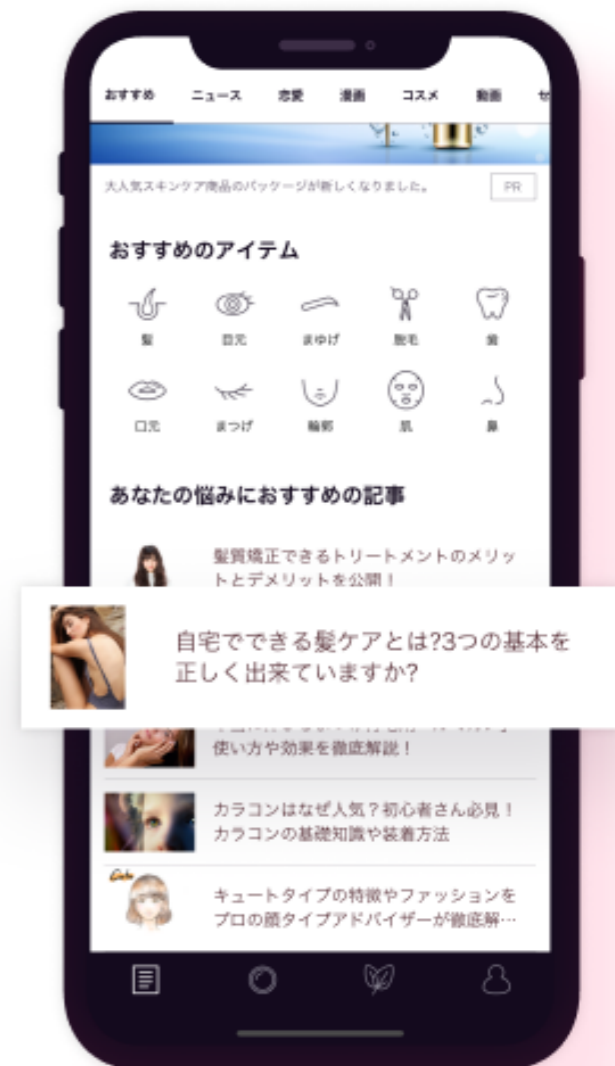 おすすめ ニュース 恋愛 漫画 コスメ 動画 セ
大人気スキンケア商品のパッケージが新しくなりました。 PR
おすすめのアイテム
髪 目元 まゆげ 脱毛 歯
口元 まつげ 輪郭 肌 鼻
あなたの悩みにおすすめの記事
髪質矯正できるトリートメントのメリッ
トとデメリットを公開!
自宅でできる髪ケアとは?3つの基本を
正しく出来ていますか?
使い方や効果を徹底解説!
カラコンはなぜ人気?初心者さん必見!
カラコンの基礎知識や装着方法
キュートタイプの特徴やファッションを
プロの顔タイプアドバイザーが徹底解…